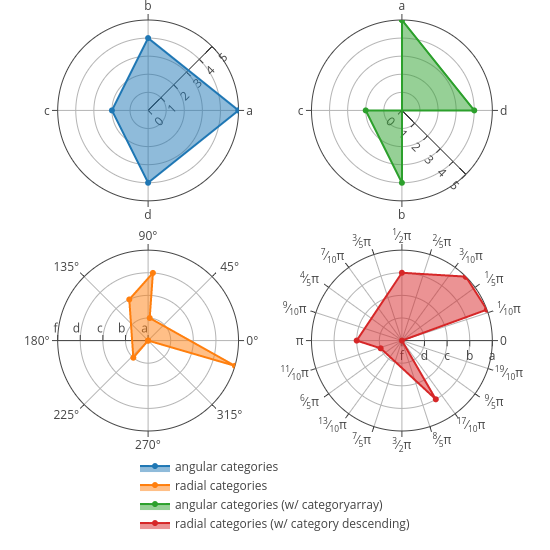 b
c
a
d
0
1
2
3
4
5
a
c
d
b
0
1
2
3
4
5
90°
135°
45°
180°
0°
225°
315°
270°
f
d
c
b
a
1/2π
3/5π
2/5π
7/10π
3/10π
4/5π
1/5π
9/10π
1/10π
π
0
11/10π
19/10π
6/5π
9/5π
13/10π
17/10π
7/5π
8/5π
3/2π
f
d
c
b
a
angular categories
radial categories
angular categories (w/ categoryarray)
radial categories (w/ category descending)